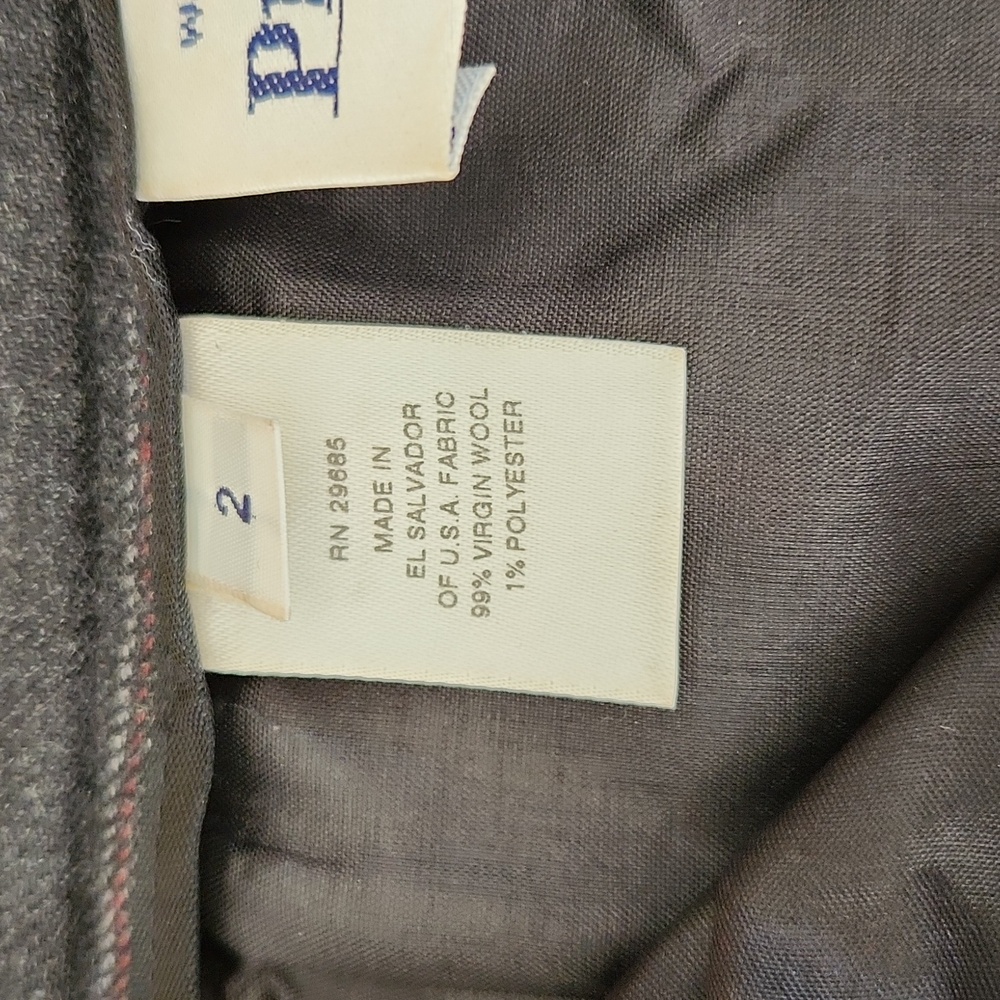 2
RN 29685
MADE IN
EL SALVADOR
OF U.S.A. FABRIC
99% VIRGIN WOOL
1% POLYESTER